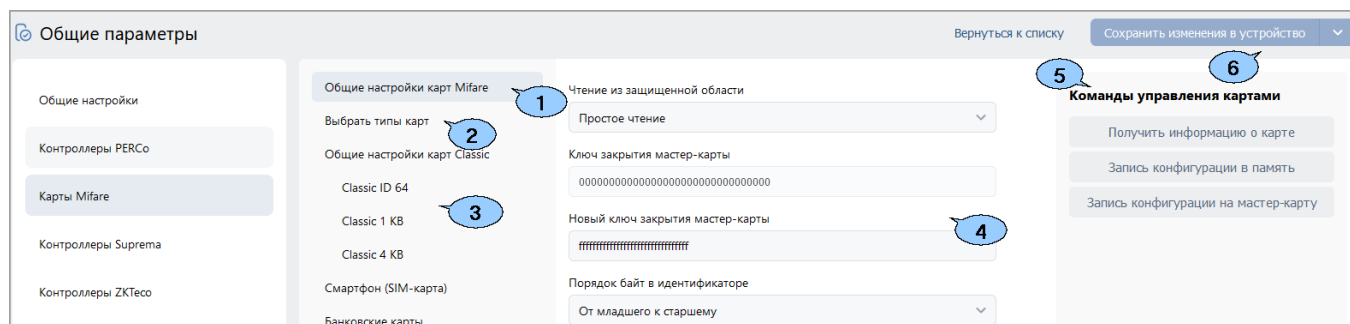 Общие параметры
Вернуться к списку
Сохранить изменения в устройство
6
Общие настройки
Контроллеры PERCo
Карты Mifare
Контроллеры Suprema
Контроллеры ZKTeco
Общие настройки карт Mifare
1
Выбрать типы карт
2
Общие настройки карт Classic
Classic ID 64
3
Classic 1 KB
Classic 4 KB
Смартфон (SIM-карта)
Банковские карты
Чтение из защищенной области
Простое чтение
Ключ закрытия мастер-карты
00000000000000000000000000000000
Новый ключ закрытия мастер-карты
4
ffffffffffffffffffffffffffffffff
Порядок байт в идентификаторе
От младшего к старшему
5
Команды управления картами
Получить информацию о карте
Запись конфигурации в память
Запись конфигурации на мастер-карту